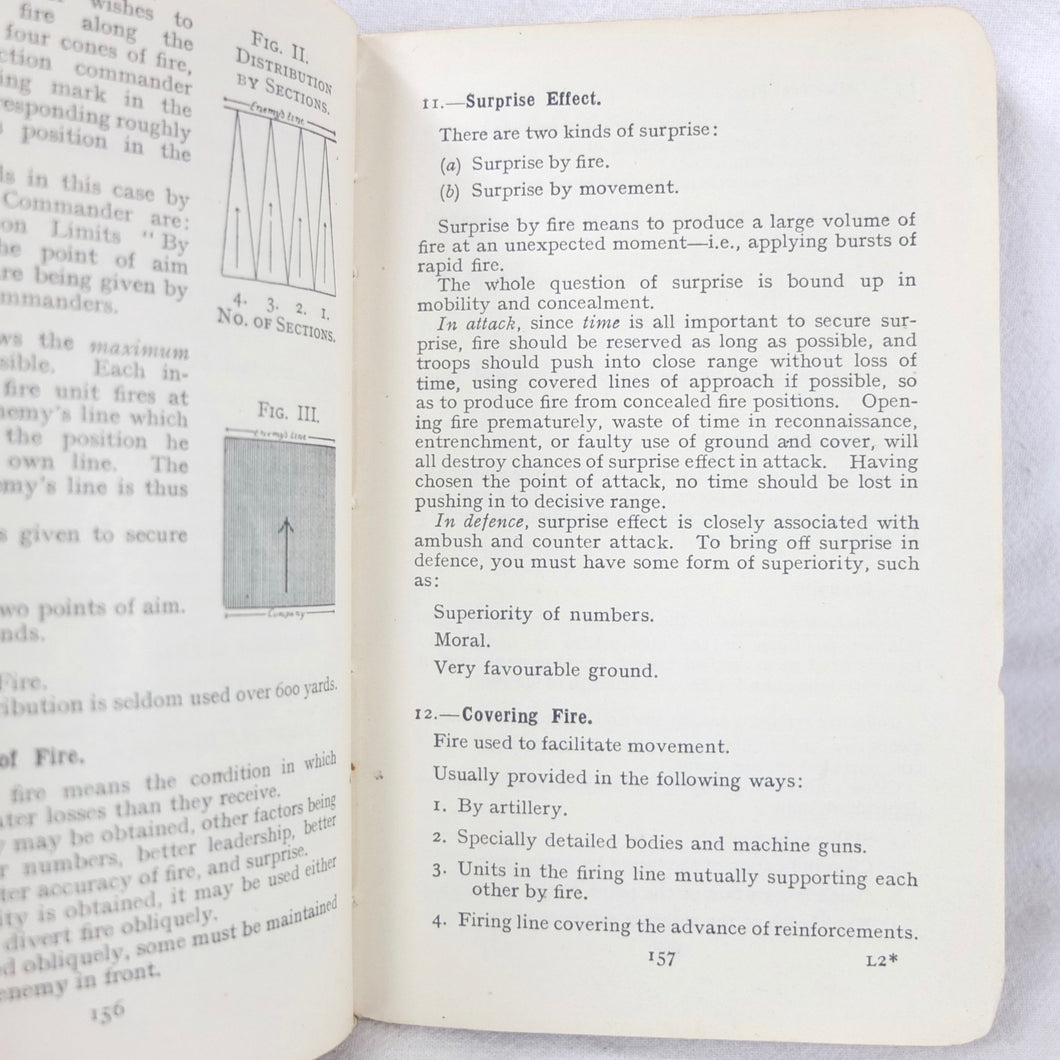 wishes to
fire along the
four cones of fire,
ction commander
ing mark in the
responding roughly
position in the
ls in this case by
Commander are:
on Limits "By
he point of aim
are being given by
mmanders.
ws the maximum
sible. Each in-
fire unit fires at
nemy's line which
the position he
own line. The
emy's line is thus
s given to secure
wo points of aim.
nds.
Fire.
ribution is seldom used over 600 yards.
of Fire.
fire means the condition in which
ater losses than they receive.
may be obtained, other factors being
r numbers, better leadership, better
ter accuracy of fire, and surprise.
ity is obtained, it may be used either
divert fire obliquely.
ed obliquely, some must be maintained
enemy in front.
156
FIG. II.
DISTRIBUTION
BY SECTIONS.
Enemy's line
4. 3. 2. 1.
NO. OF SECTIONS.
FIG. III.
enemy's line
Company
11.—Surprise Effect.
There are two kinds of surprise:
(a) Surprise by fire.
(b) Surprise by movement.
Surprise by fire means to produce a large volume of
fire at an unexpected moment—i.e., applying bursts of
rapid fire.
The whole question of surprise is bound up in
mobility and concealment.
In attack, since time is all important to secure sur-
prise, fire should be reserved as long as possible, and
troops should push into close range without loss of
time, using covered lines of approach if possible, so
as to produce fire from concealed fire positions. Open-
ing fire prematurely, waste of time in reconnaissance,
entrenchment, or faulty use of ground and cover, will
all destroy chances of surprise effect in attack. Having
chosen the point of attack, no time should be lost in
pushing in to decisive range.
In defence, surprise effect is closely associated with
ambush and counter attack. To bring off surprise in
defence, you must have some form of superiority, such
as:
Superiority of numbers.
Moral.
Very favourable ground.
12.—Covering Fire.
Fire used to facilitate movement.
Usually provided in the following ways:
1. By artillery.
2. Specially detailed bodies and machine guns.
3. Units in the firing line mutually supporting each
other by fire.
4. Firing line covering the advance of reinforcements.
157
L2*